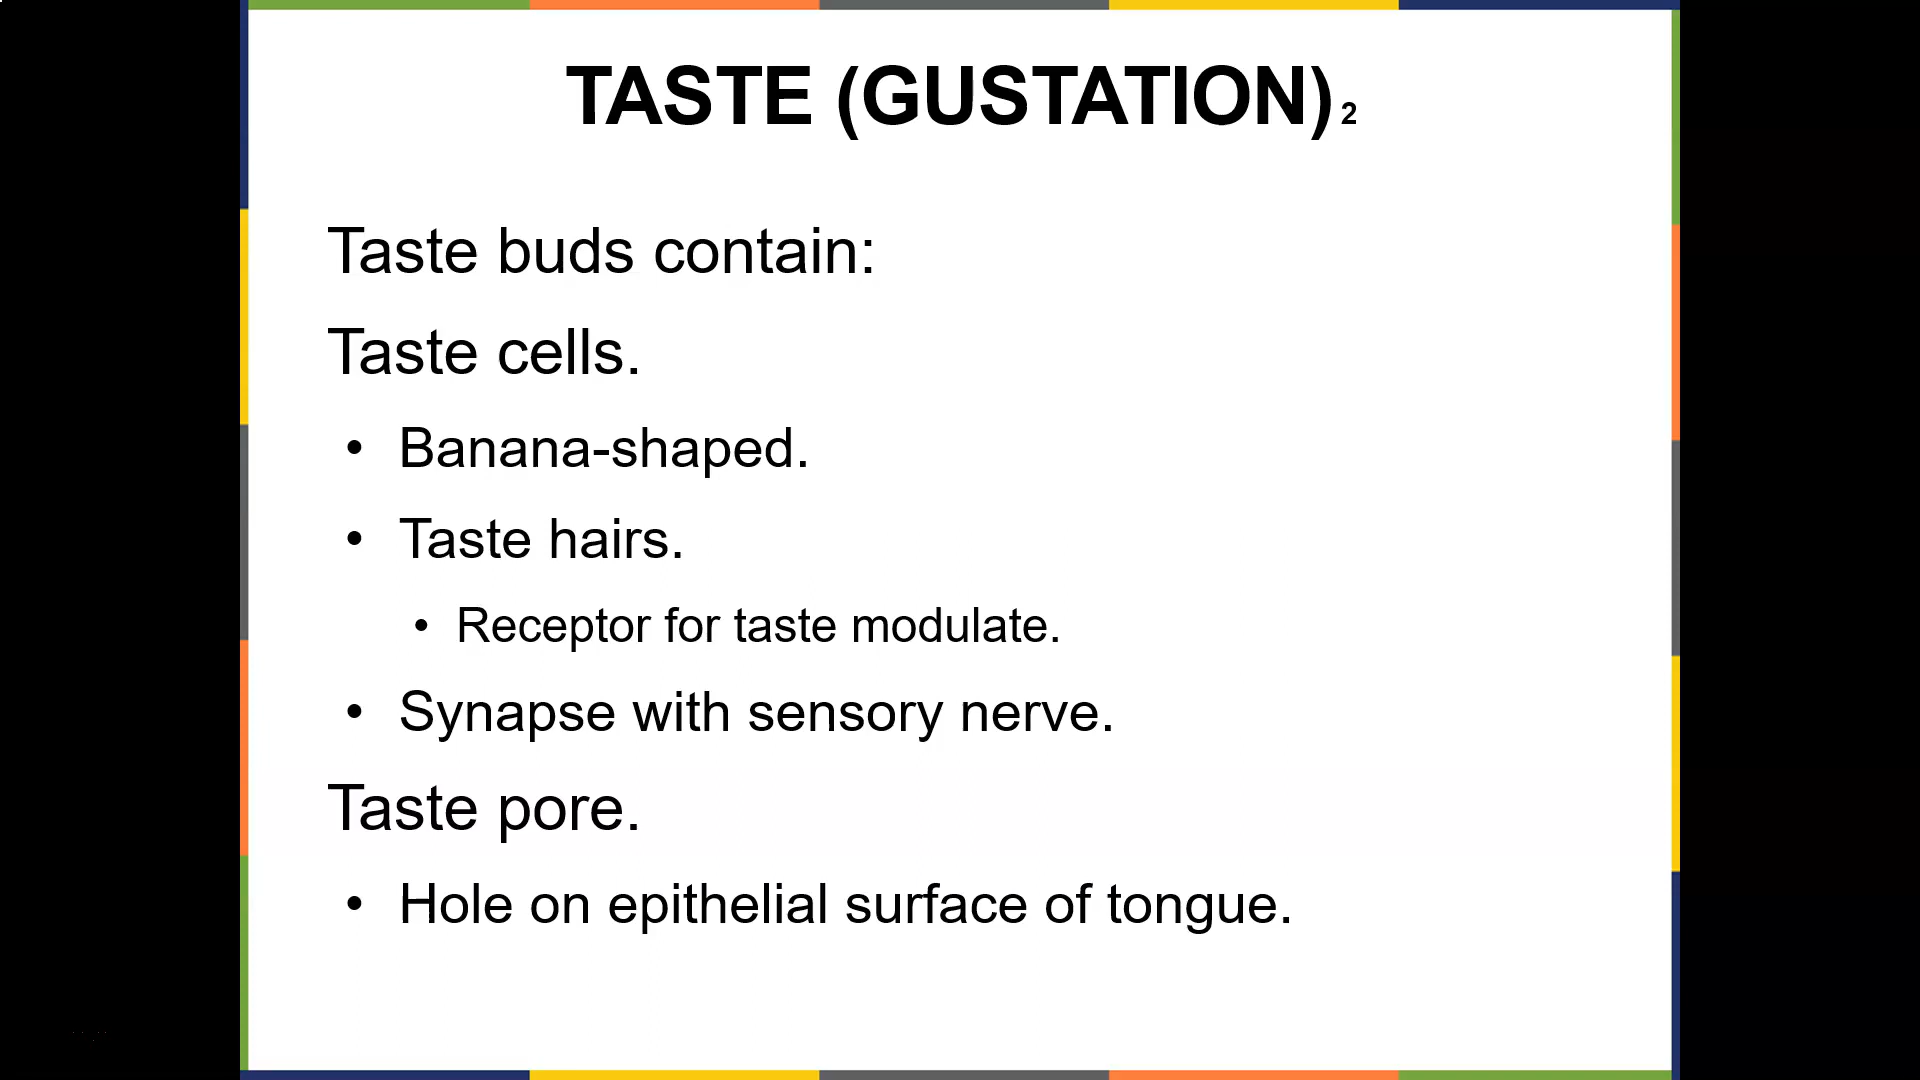 TASTE (GUSTATION) 2
Taste buds contain:
Taste cells.
• Banana-shaped.
• Taste hairs.
• Receptor for taste modulate.
• Synapse with sensory nerve.
Taste pore.
• Hole on epithelial surface of tongue.